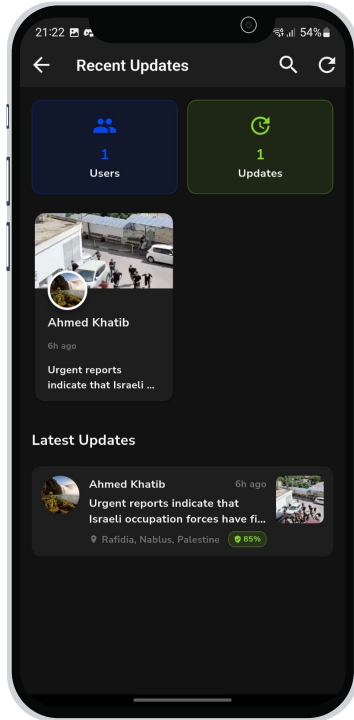 21:22
54%
Recent Updates
1
Users
1
Updates
Ahmed Khatib
6h ago
Urgent reports
indicate that Israeli ...
Latest Updates
Ahmed Khatib
6h ago
Urgent reports indicate that
Israeli occupation forces have fi...
Rafidia, Nablus, Palestine
85%